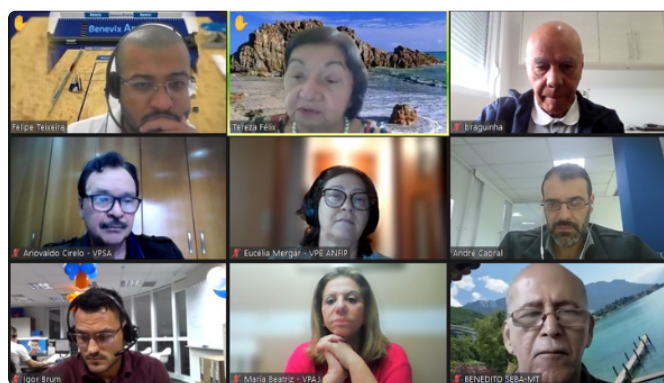 Benevix
Felipe Teixeira
Tereza Félix
braguinha
Ariovaldo Cirelo - VPSA
Eucélia Mergár - VPE ANFIP
André Cabral
Igor Brum
Maria Beatriz - VPAJ
BENEDITO SEBA-MT